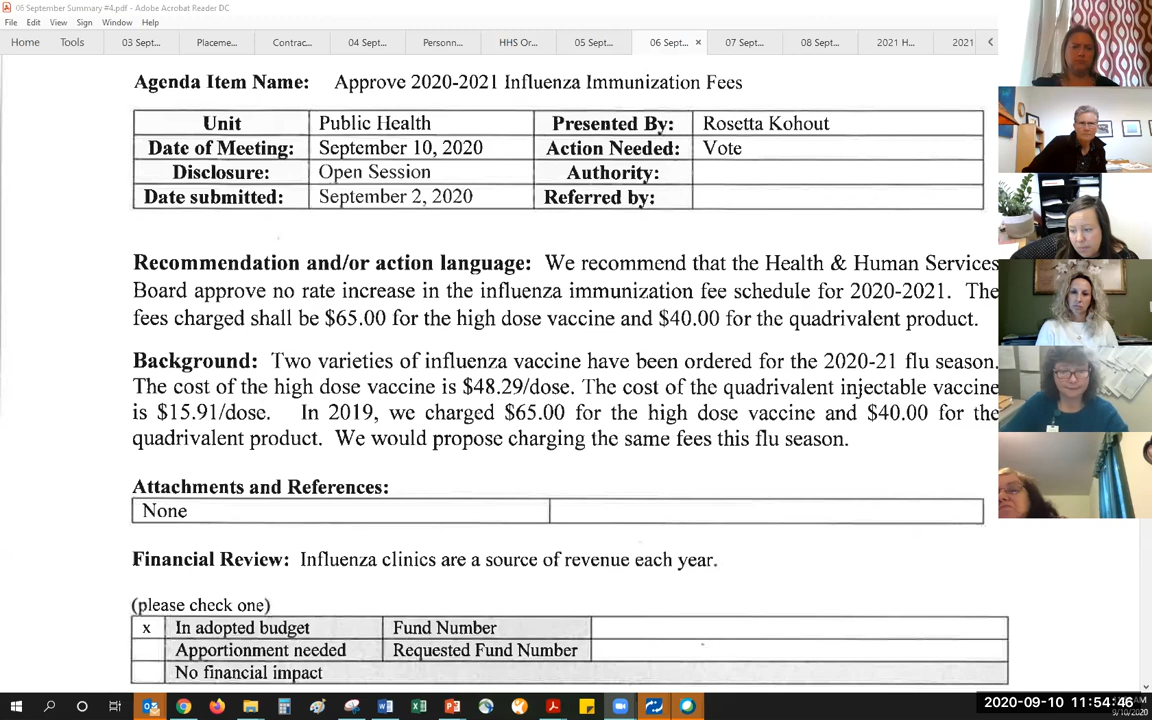 06 September Summary #4.pdf - Adobe Acrobat Reader DC
File Edit View Sign Window Help
Home Tools 03 Sept... Placeme... Contrac... 04 Sept... Personn... HHS Or... 05 Sept... 06 Sept... × 07 Sept... 08 Sept... 2021 H... 2021
Agenda Item Name: Approve 2020-2021 Influenza Immunization Fees
Unit Public Health Presented By: Rosetta Kohout
Date of Meeting: September 10, 2020 Action Needed: Vote
Disclosure: Open Session Authority:
Date submitted: September 2, 2020 Referred by:
Recommendation and/or action language: We recommend that the Health & Human Services
Board approve no rate increase in the influenza immunization fee schedule for 2020-2021. The
fees charged shall be $65.00 for the high dose vaccine and $40.00 for the quadrivalent product.
Background: Two varieties of influenza vaccine have been ordered for the 2020-21 flu season.
The cost of the high dose vaccine is $48.29/dose. The cost of the quadrivalent injectable vaccine
is $15.91/dose. In 2019, we charged $65.00 for the high dose vaccine and $40.00 for the
quadrivalent product. We would propose charging the same fees this flu season.
Attachments and References:
None
Financial Review: Influenza clinics are a source of revenue each year.
(please check one)
x In adopted budget Fund Number
Apportionment needed Requested Fund Number
No financial impact
2020-09-10 11:54:46 AM
9/10/2020